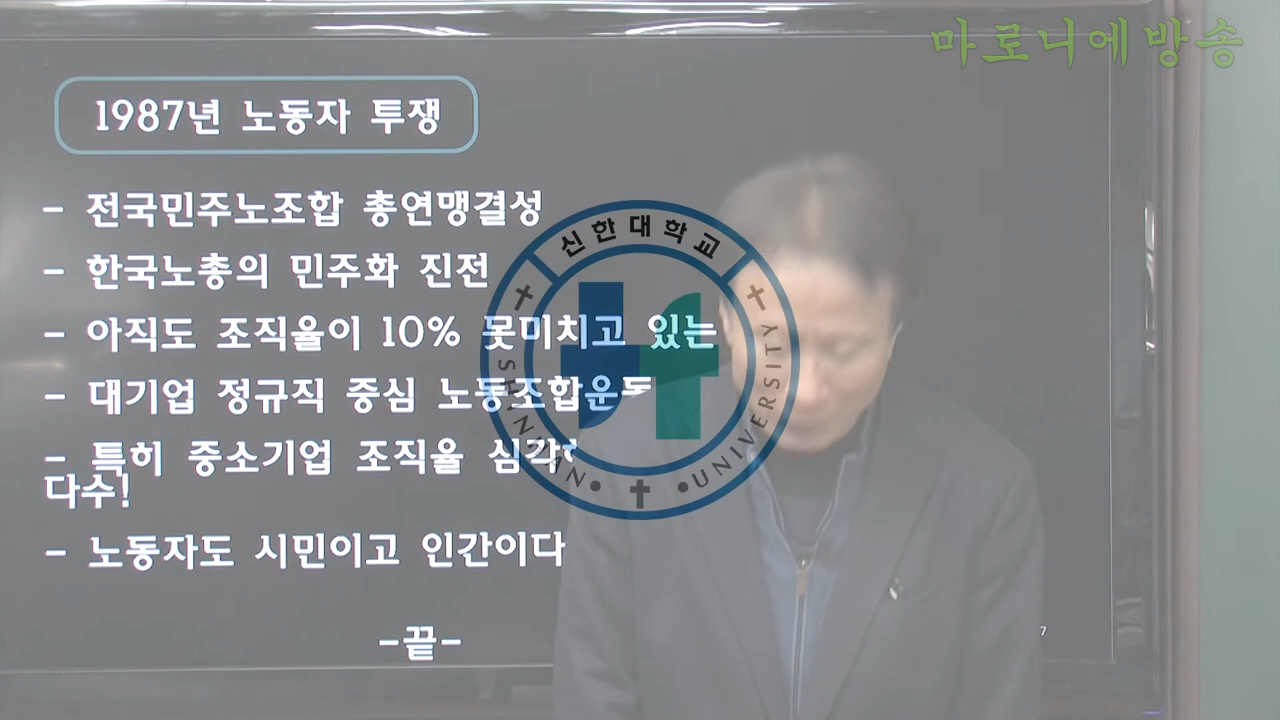 마로니에방송
1987년 노동자 투쟁
- 전국민주노조합 총연맹결성
- 한국노총의 민주화 진전
- 아직도 조직율이 10% 못미치고 있는
- 대기업 정규직 중심 노동조합운동
- 특히 중소기업 조직율 심각
다수!
- 노동자도 시민이고 인간이다
-끝-
7
신한대학교
SHINHAN UNIVERSITY